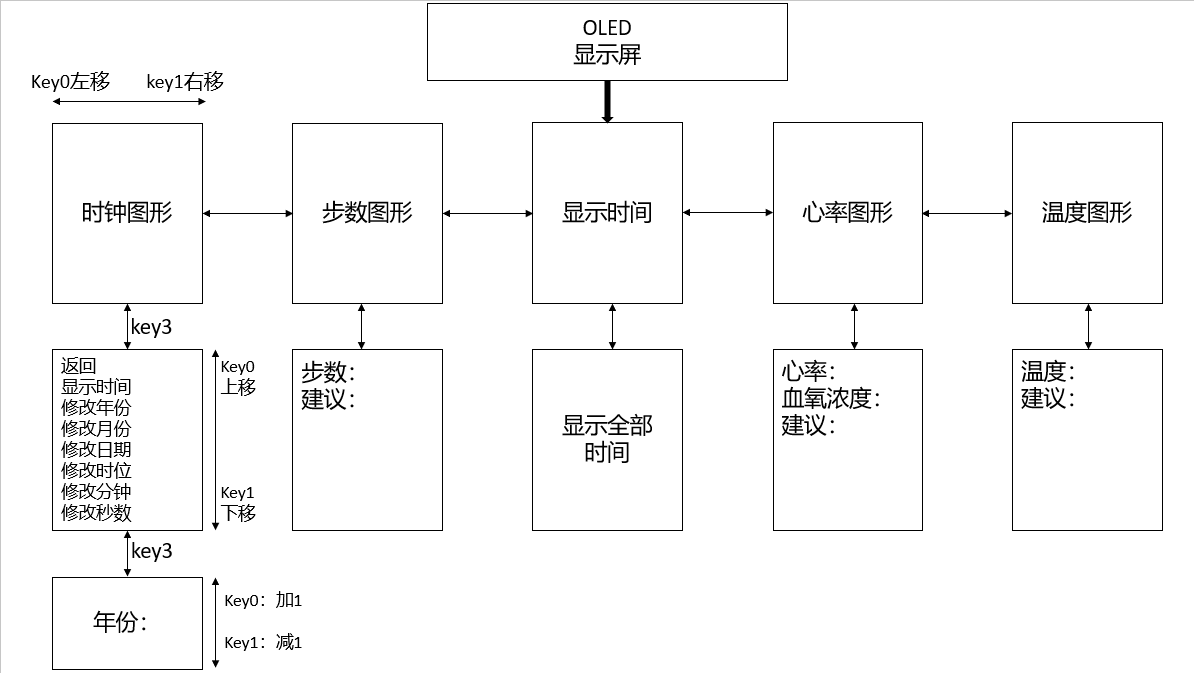 OLED
显示屏
Key0左移
key1右移
时钟图形
步数图形
显示时间
心率图形
温度图形
key3
返回
显示时间
修改年份
修改月份
修改日期
修改时位
修改分钟
修改秒数
Key0
上移
Key1
下移
步数：
建议：
显示全部
时间
心率：
血氧浓度：
建议：
温度：
建议：
key3
年份：
Key0：加1
Key1：减1